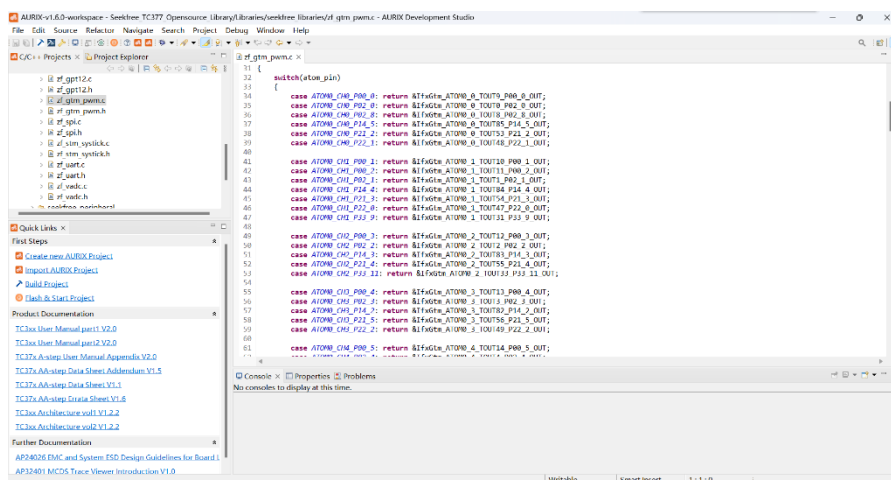 AURIX-v1.6.0-workspace - Seekfree TC377 Opensource Library/Libraries/seekfree libraries/zf_gtm_pwm.c - AURIX Development Studio
File Edit Source Refactor Navigate Search Project Debug Window Help
C/C++ Projects Project Explorer
zf_gpt12.c
zf_gpt12.h
zf_gtm_pwm.c
zf_gtm_pwm.h
zf_spi.c
zf_spi.h
zf_stm_systick.c
zf_stm_systick.h
zf_uart.c
zf_uart.h
zf_vadc.c
zf_vadc.h
seekfree_peripheral
Quick Links
First Steps
Create new AURIX Project
Import AURIX Project
Build Project
Flash & Start Project
Product Documentation
TC3xx User Manual part1 V2.0
TC3xx User Manual part2 V2.0
TC37x A-step User Manual Appendix V2.0
TC37x AA-step Data Sheet Addendum V1.5
TC37x AA-step Data Sheet V1.1
TC37x AA-step Errata Sheet V1.6
TC3xx Architecture vol1 V1.2.2
TC3xx Architecture vol2 V1.2.2
Further Documentation
AP24026 EMC and System ESD Design Guidelines for Board L
AP32401 MCDS Trace Viewer Introduction V1.0
zf_gtm_pwm.c
31 {
32 switch(atom_pin)
33 {
34 case ATOM0_CH0_P00_0: return &IfxGtm_ATOM0_0_TOUT9_P00_0_OUT;
35 case ATOM0_CH0_P02_0: return &IfxGtm_ATOM0_0_TOUT0_P02_0_OUT;
36 case ATOM0_CH0_P02_8: return &IfxGtm_ATOM0_0_TOUT8_P02_8_OUT;
37 case ATOM0_CH0_P14_5: return &IfxGtm_ATOM0_0_TOUT85_P14_5_OUT;
38 case ATOM0_CH0_P21_2: return &IfxGtm_ATOM0_0_TOUT53_P21_2_OUT;
39 case ATOM0_CH0_P22_1: return &IfxGtm_ATOM0_0_TOUT48_P22_1_OUT;
40
41 case ATOM0_CH1_P00_1: return &IfxGtm_ATOM0_1_TOUT10_P00_1_OUT;
42 case ATOM0_CH1_P00_2: return &IfxGtm_ATOM0_1_TOUT11_P00_2_OUT;
43 case ATOM0_CH1_P02_1: return &IfxGtm_ATOM0_1_TOUT1_P02_1_OUT;
44 case ATOM0_CH1_P14_4: return &IfxGtm_ATOM0_1_TOUT84_P14_4_OUT;
45 case ATOM0_CH1_P21_3: return &IfxGtm_ATOM0_1_TOUT54_P21_3_OUT;
46 case ATOM0_CH1_P22_0: return &IfxGtm_ATOM0_1_TOUT47_P22_0_OUT;
47 case ATOM0_CH1_P33_9: return &IfxGtm_ATOM0_1_TOUT31_P33_9_OUT;
48
49 case ATOM0_CH2_P00_3: return &IfxGtm_ATOM0_2_TOUT12_P00_3_OUT;
50 case ATOM0_CH2_P02_2: return &IfxGtm_ATOM0_2_TOUT2_P02_2_OUT;
51 case ATOM0_CH2_P14_3: return &IfxGtm_ATOM0_2_TOUT83_P14_3_OUT;
52 case ATOM0_CH2_P21_4: return &IfxGtm_ATOM0_2_TOUT55_P21_4_OUT;
53 case ATOM0_CH2_P33_11: return &IfxGtm_ATOM0_2_TOUT33_P33_11_OUT;
54
55 case ATOM0_CH3_P00_4: return &IfxGtm_ATOM0_3_TOUT13_P00_4_OUT;
56 case ATOM0_CH3_P02_3: return &IfxGtm_ATOM0_3_TOUT3_P02_3_OUT;
57 case ATOM0_CH3_P14_2: return &IfxGtm_ATOM0_3_TOUT82_P14_2_OUT;
58 case ATOM0_CH3_P21_5: return &IfxGtm_ATOM0_3_TOUT56_P21_5_OUT;
59 case ATOM0_CH3_P22_2: return &IfxGtm_ATOM0_3_TOUT49_P22_2_OUT;
60
61 case ATOM0_CH4_P00_5: return &IfxGtm_ATOM0_4_TOUT14_P00_5_OUT;
Console Properties Problems
No consoles to display at this time.
Writable Smart Insert 1 : 1 : 0